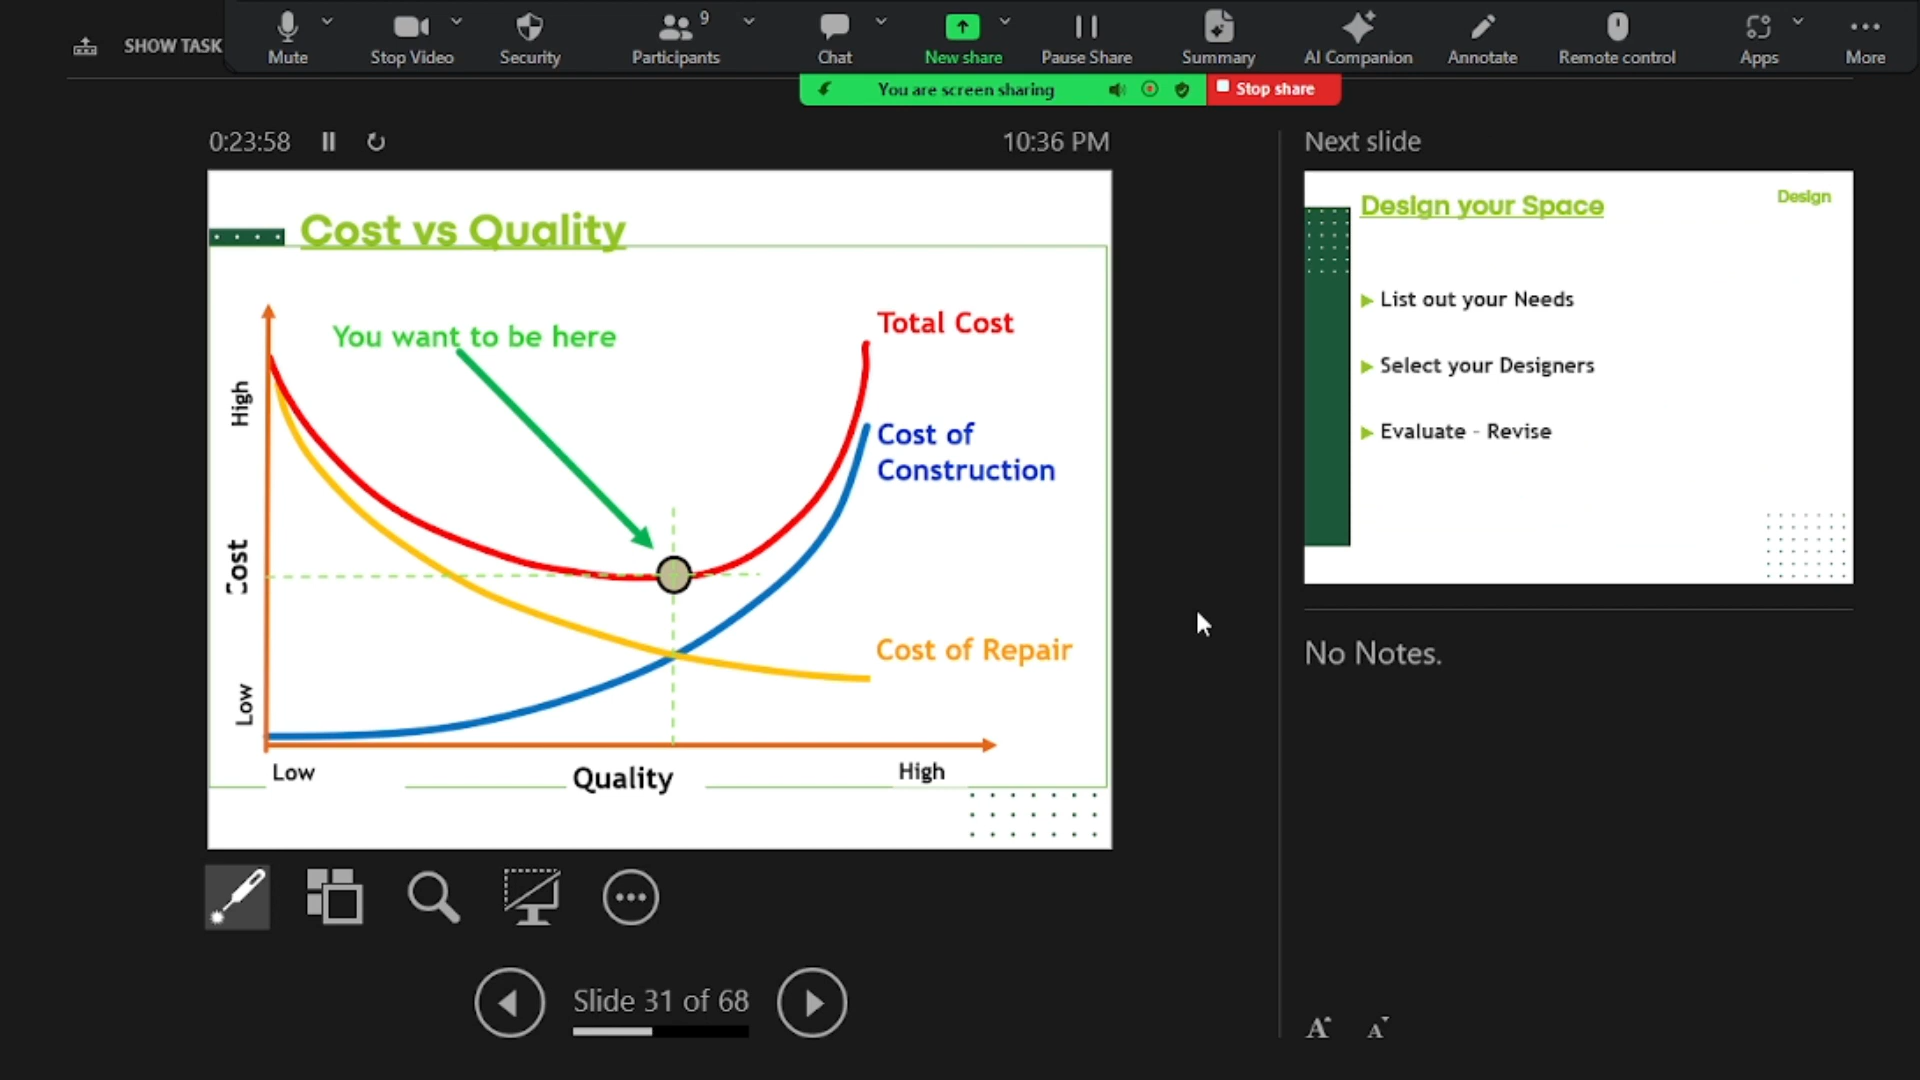 SHOW TASK
Mute
Stop Video
Security
9
Participants
Chat
New share
Pause Share
Summary
AI Companion
Annotate
Remote control
Apps
More
You are screen sharing
Stop share
0:23:58
10:36 PM
Next slide
Cost vs Quality
You want to be here
Total Cost
Cost of
Construction
Cost of Repair
High
Cost
Low
Low
Quality
High
Design
Design your Space
List out your Needs
Select your Designers
Evaluate - Revise
No Notes.
Slide 31 of 68
A
A